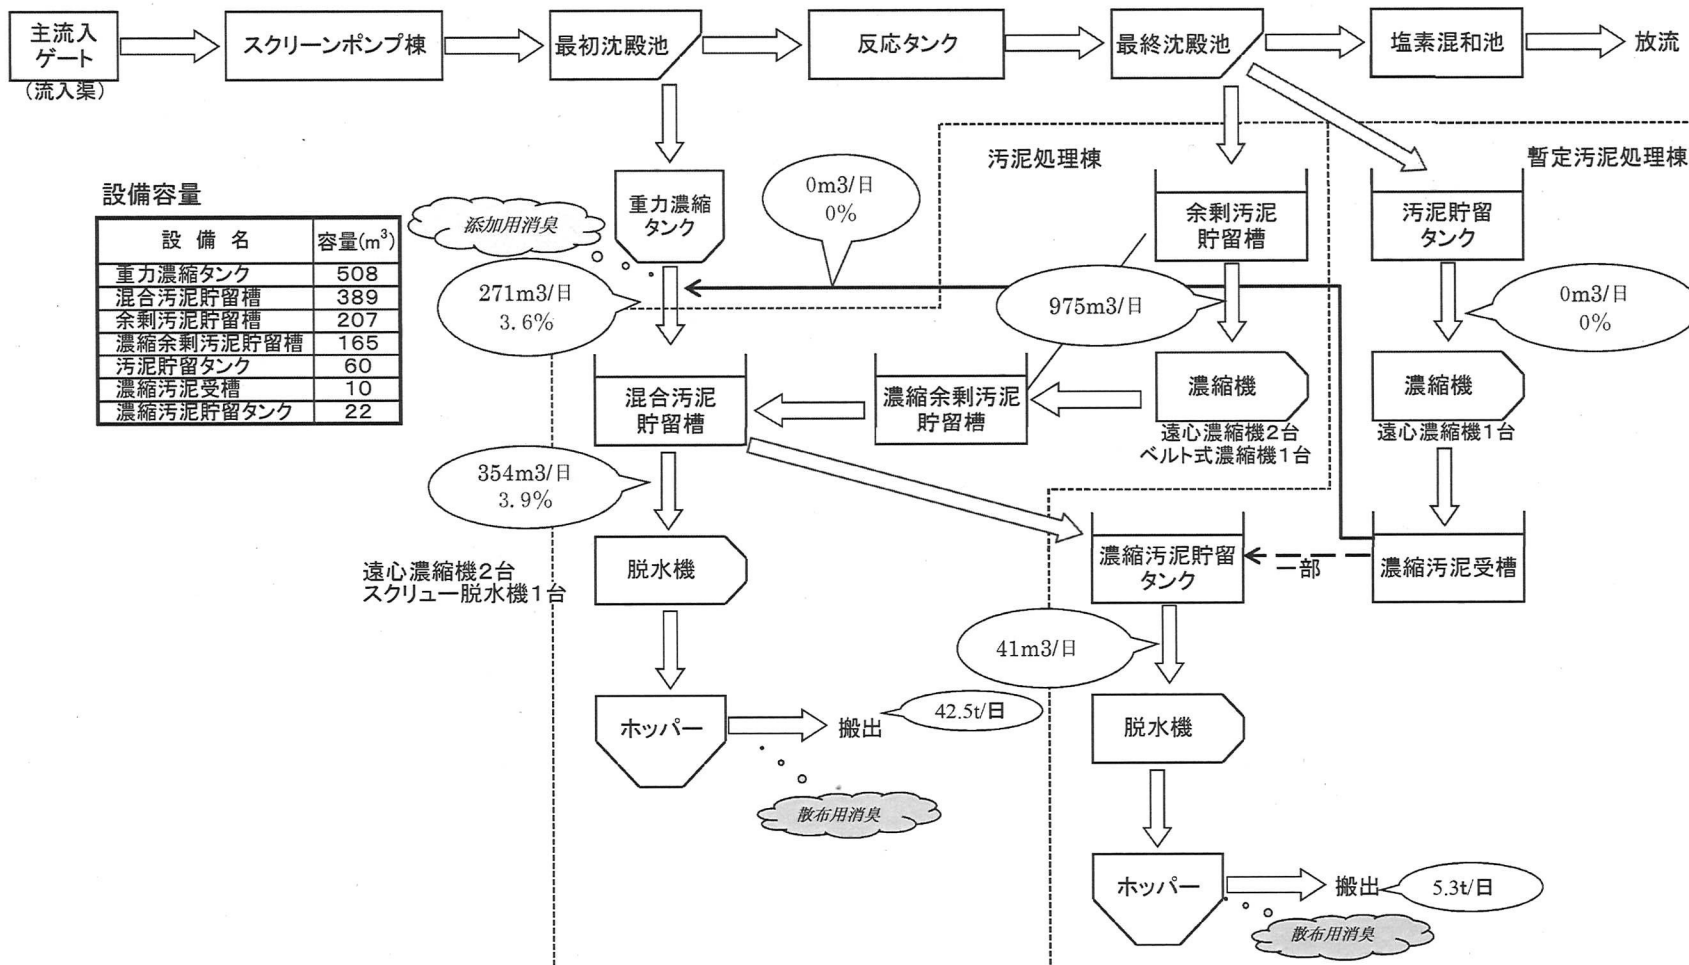 主流入
ゲート
(流入渠)
スクリーンポンプ棟
最初沈殿池
反応タンク
最終沈殿池
塩素混和池
放流
汚泥処理棟
暫定汚泥処理棟
設備容量
設 備 名 容量(m³)
重力濃縮タンク 508
混合汚泥貯留槽 389
余剰汚泥貯留槽 207
濃縮余剰汚泥貯留槽 165
汚泥貯留タンク 60
濃縮汚泥受槽 10
濃縮汚泥貯留タンク 22
添加用消臭
重力濃縮
タンク
0m3/日
0%
余剰汚泥
貯留槽
汚泥貯留
タンク
271m3/日
3.6%
975m3/日
0m3/日
0%
混合汚泥
貯留槽
濃縮余剰汚泥
貯留槽
濃縮機
遠心濃縮機2台
ベルト式濃縮機1台
濃縮機
遠心濃縮機1台
354m3/日
3.9%
脱水機
遠心濃縮機2台
スクリュー脱水機1台
濃縮汚泥貯留
タンク
一部
濃縮汚泥受槽
41m3/日
ホッパー
搬出
42.5t/日
散布用消臭
脱水機
ホッパー
搬出
5.3t/日
散布用消臭